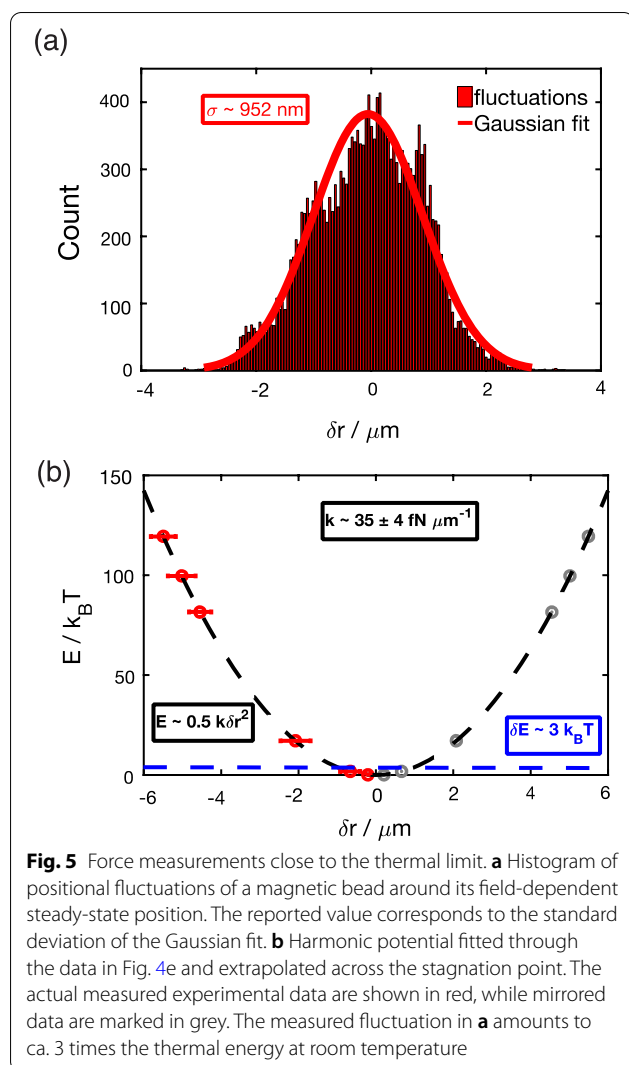 (a)
σ ~ 952 nm
fluctuations
Gaussian fit
400
300
200
100
0
Count
-4 -2 0 2 4
δr / μm
(b)
150
100
50
0
E / k_BT
k ~ 35 ± 4 fN μm⁻¹
E ~ 0.5 kδr²
δE ~ 3 k_BT
-6 -4 -2 0 2 4 6
δr / μm
Fig. 5 Force measurements close to the thermal limit. a Histogram of
positional fluctuations of a magnetic bead around its field-dependent
steady-state position. The reported value corresponds to the standard
deviation of the Gaussian fit. b Harmonic potential fitted through
the data in Fig. 4e and extrapolated across the stagnation point. The
actual measured experimental data are shown in red, while mirrored
data are marked in grey. The measured fluctuation in a amounts to
ca. 3 times the thermal energy at room temperature